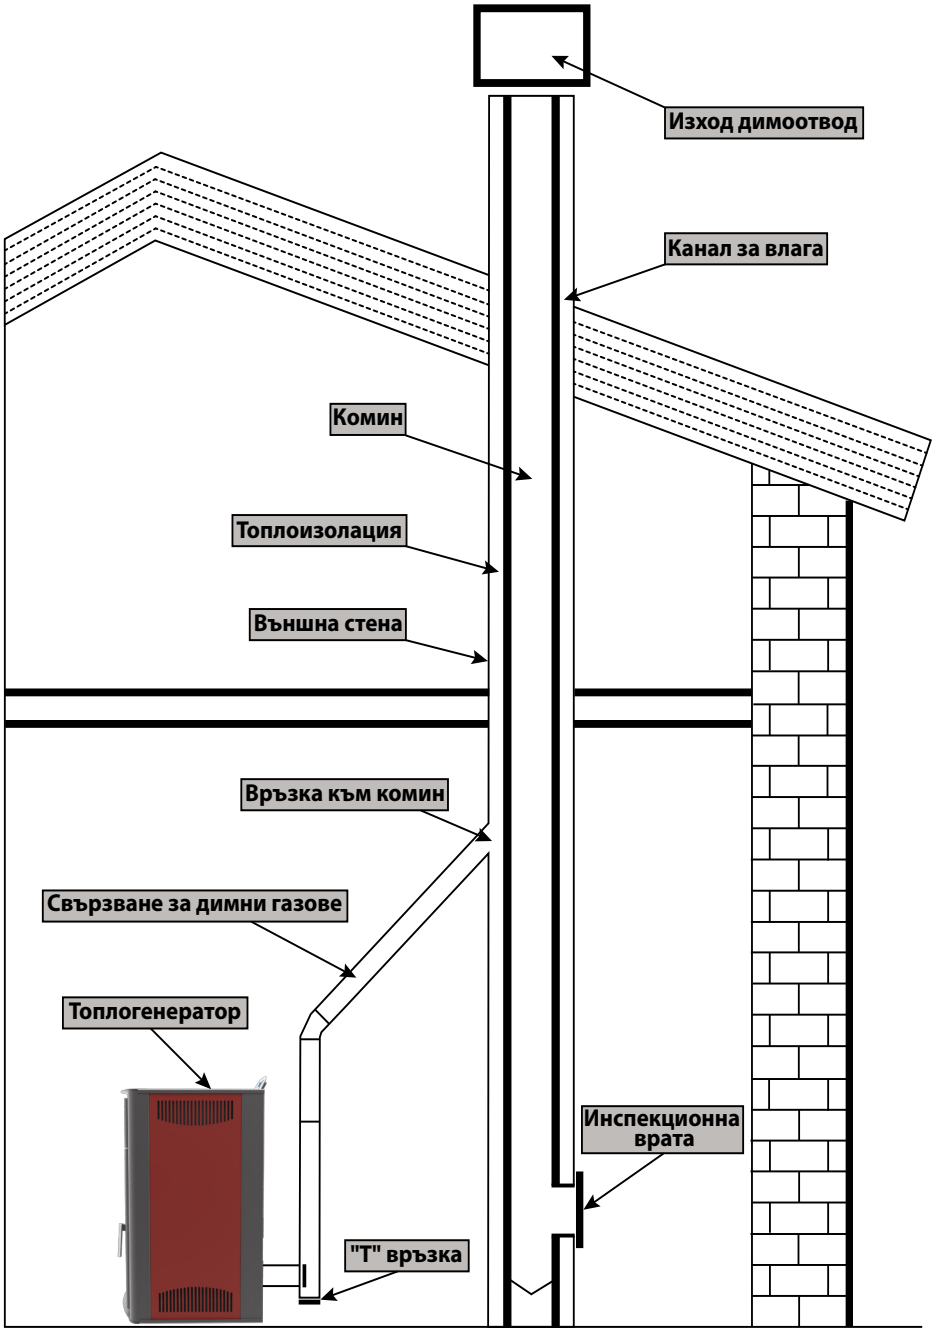 Изход димоотвод
Канал за влага
Комин
Топлоизолация
Външна стена
Връзка към комин
Свързване за димни газове
Топлогенератор
Инспекционна
врата
"Т" връзка